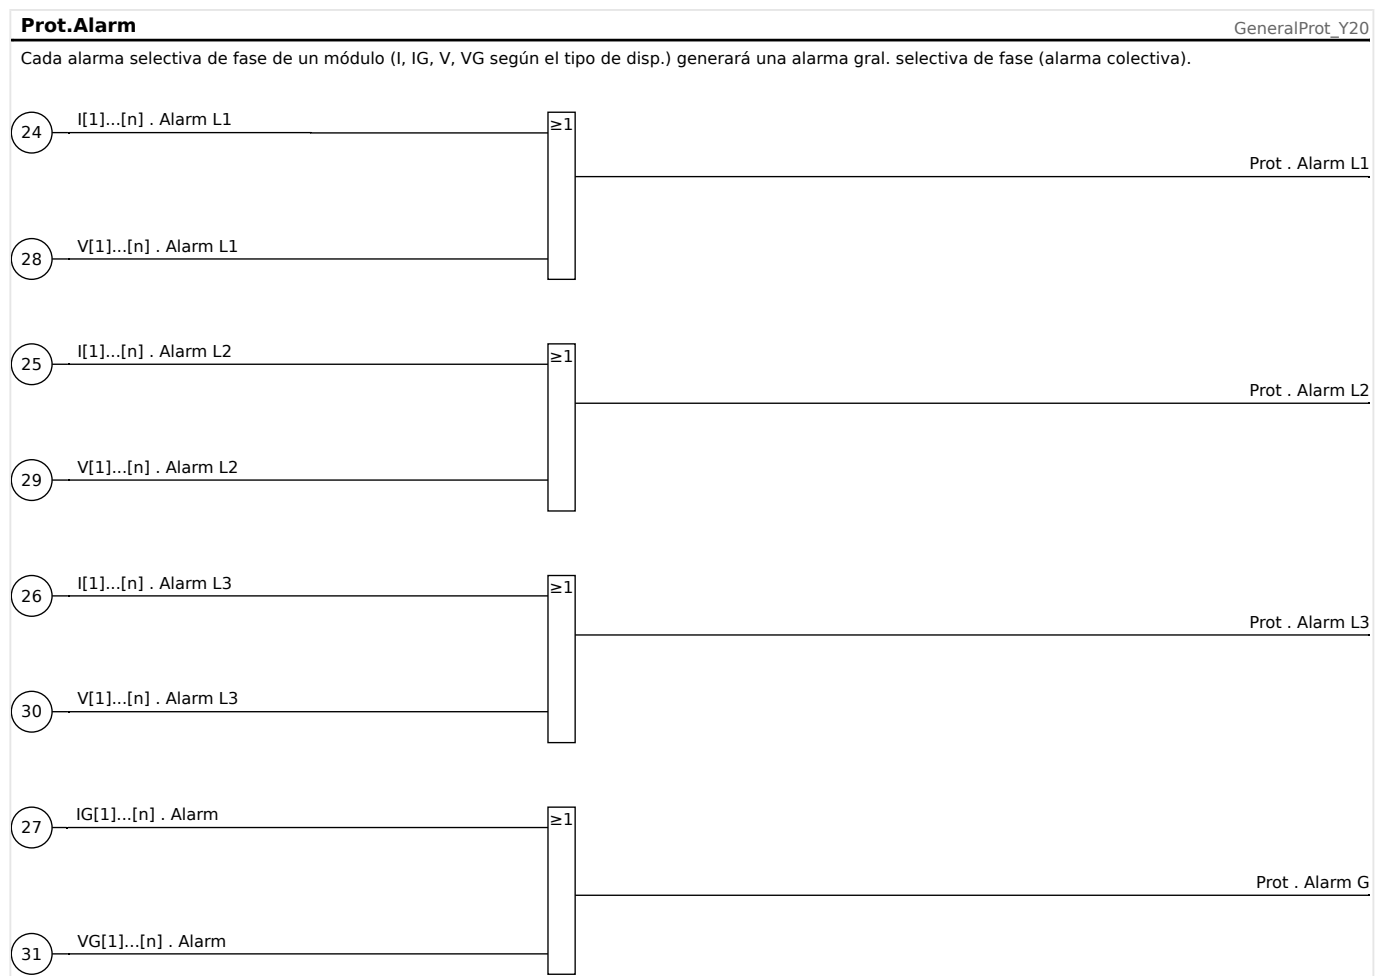 Prot.Alarm
GeneralProt_Y20
Cada alarma selectiva de fase de un módulo (I, IG, V, VG según el tipo de disp.) generará una alarma gral. selectiva de fase (alarma colectiva).
24
I[1]...[n] . Alarm L1
≥1
Prot . Alarm L1
28
V[1]...[n] . Alarm L1
25
I[1]...[n] . Alarm L2
≥1
Prot . Alarm L2
29
V[1]...[n] . Alarm L2
26
I[1]...[n] . Alarm L3
≥1
Prot . Alarm L3
30
V[1]...[n] . Alarm L3
27
IG[1]...[n] . Alarm
≥1
Prot . Alarm G
31
VG[1]...[n] . Alarm